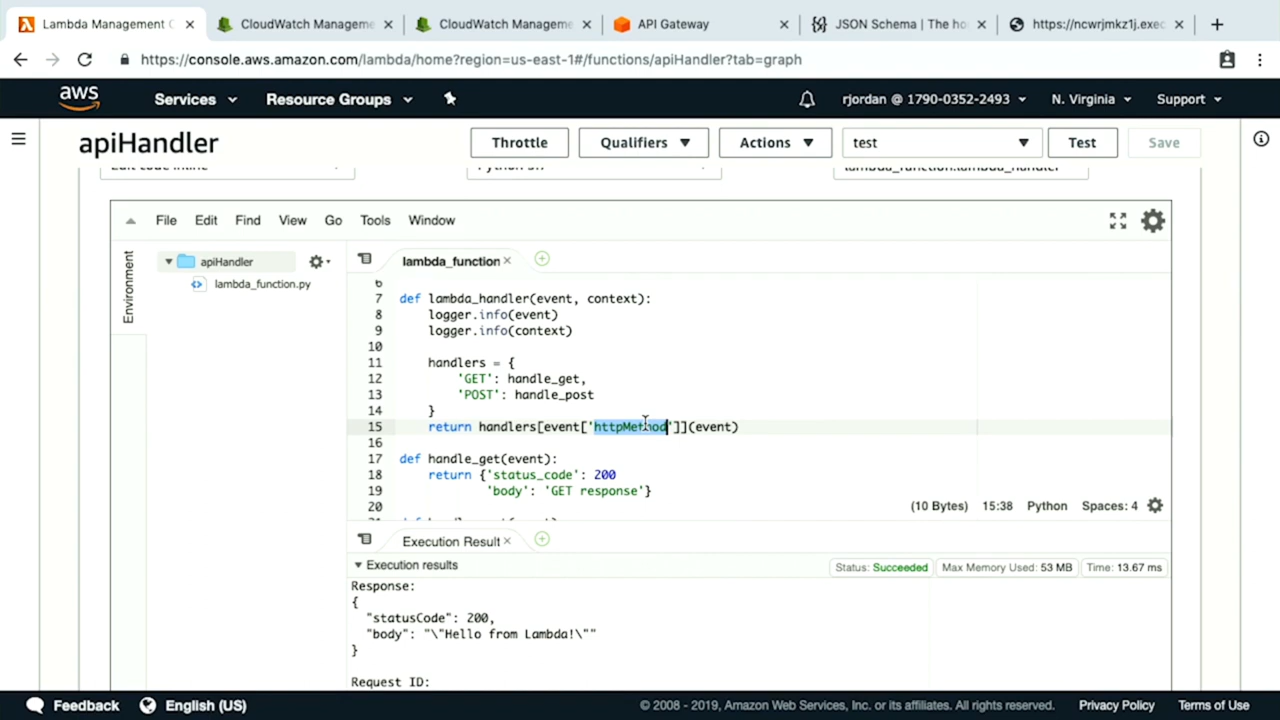 Lambda Management C
CloudWatch Manageme
CloudWatch Manageme
API Gateway
JSON Schema | The ho
https://ncwrjmkz1j.exec
https://console.aws.amazon.com/lambda/home?region=us-east-1#/functions/apiHandler?tab=graph
aws
Services
Resource Groups
rjordan @ 1790-0352-2493
N. Virginia
Support
apiHandler
Throttle
Qualifiers
Actions
test
Test
Save
Edit code inline
lambda_function.lambda_handler
File Edit Find View Go Tools Window
Environment
apiHandler
lambda_function.py
lambda_function
6
7 def lambda_handler(event, context):
8 logger.info(event)
9 logger.info(context)
10
11 handlers = {
12 'GET': handle_get,
13 'POST': handle_post
14 }
15 return handlers[event['httpMethod']](event)
16
17 def handle_get(event):
18 return {'status_code': 200
19 'body': 'GET response'}
20
(10 Bytes) 15:38 Python Spaces: 4
Execution Result
Execution results
Status: Succeeded
Max Memory Used: 53 MB
Time: 13.67 ms
Response:
{
"statusCode": 200,
"body": "\"Hello from Lambda!\""
}
Request ID:
Feedback
English (US)
© 2008 - 2019, Amazon Web Services, Inc. or its affiliates. All rights reserved.
Privacy Policy
Terms of Use